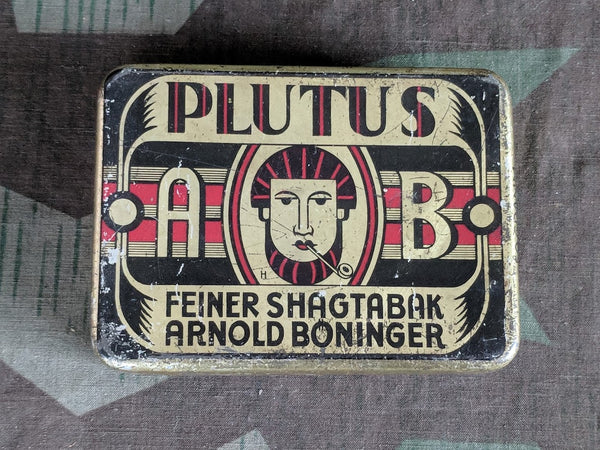 PLUTUS
A B
H
FEINER SHAGTABAK
ARNOLD BÖNINGER